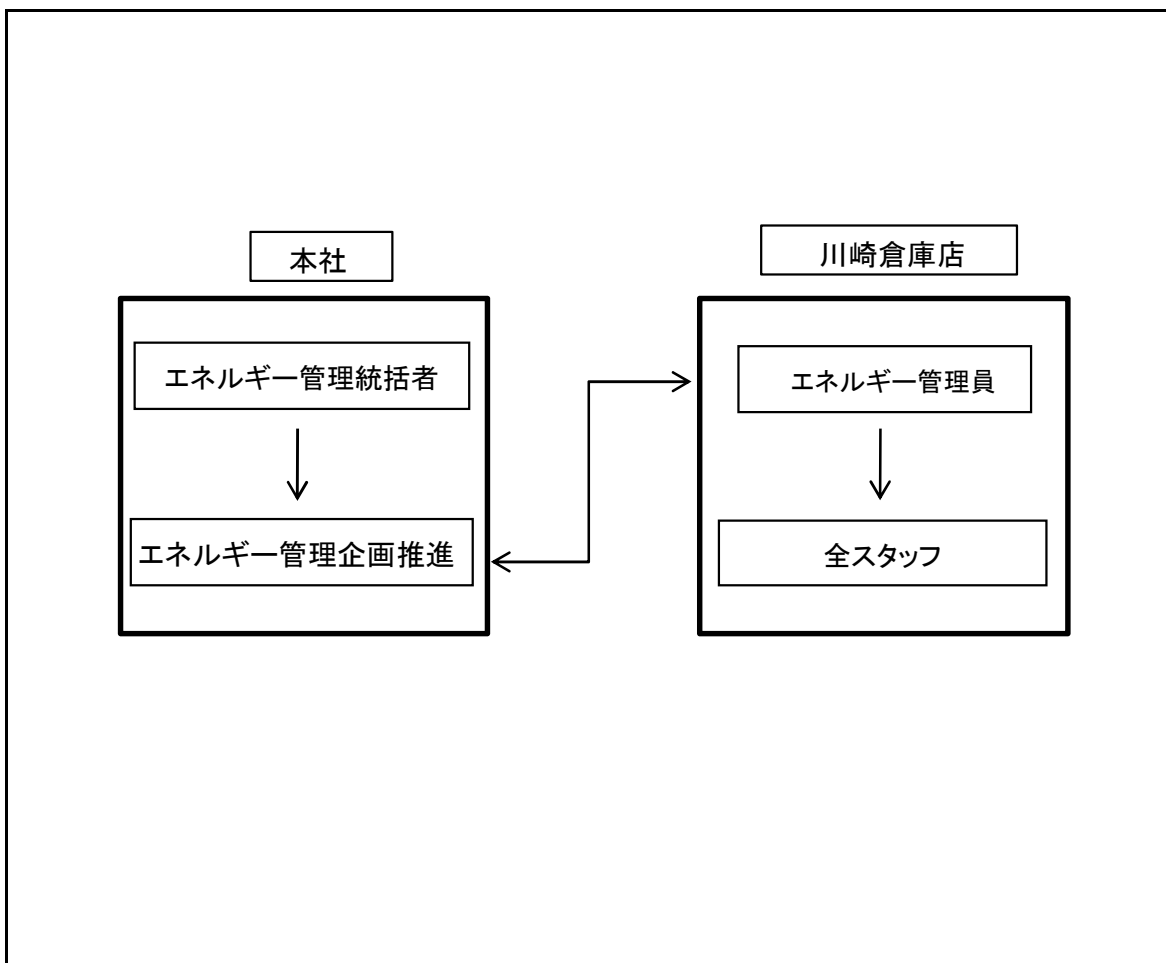 本社
エネルギー管理統括者
エネルギー管理企画推進
川崎倉庫店
エネルギー管理員
全スタッフ